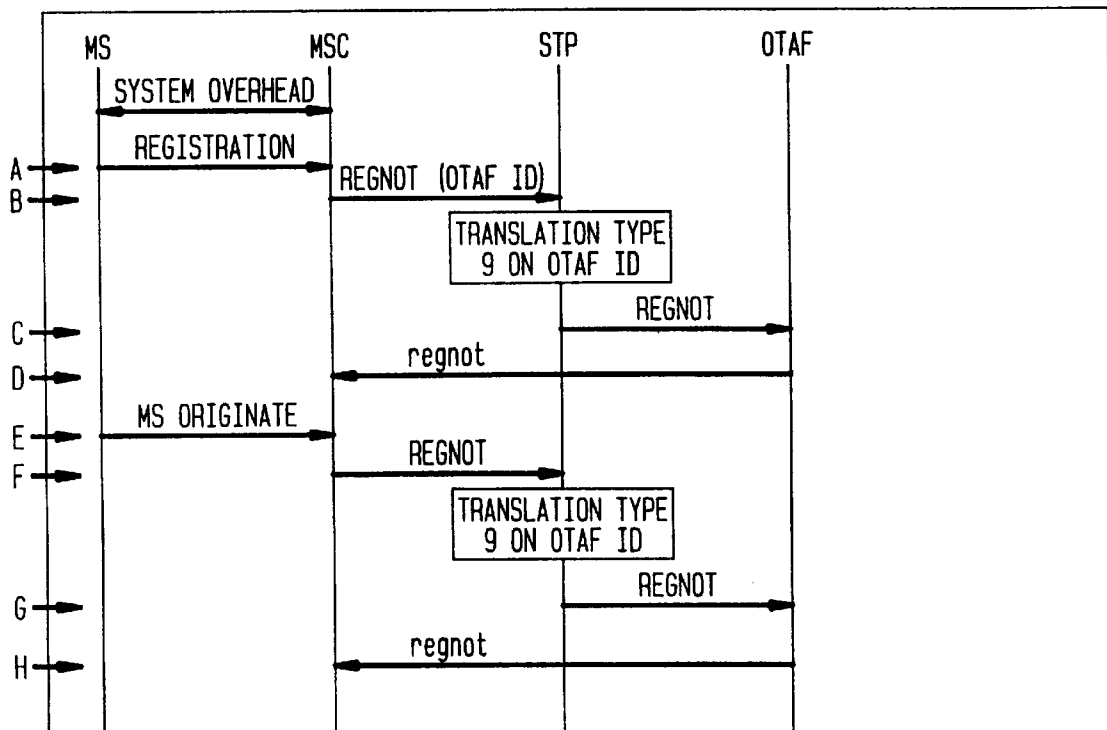 MS MSC STP OTAF
SYSTEM OVERHEAD
A REGISTRATION
B REGNOT (OTAF ID)
TRANSLATION TYPE
9 ON OTAF ID
C REGNOT
D regnot
E MS ORIGINATE
F REGNOT
TRANSLATION TYPE
9 ON OTAF ID
G REGNOT
H regnot